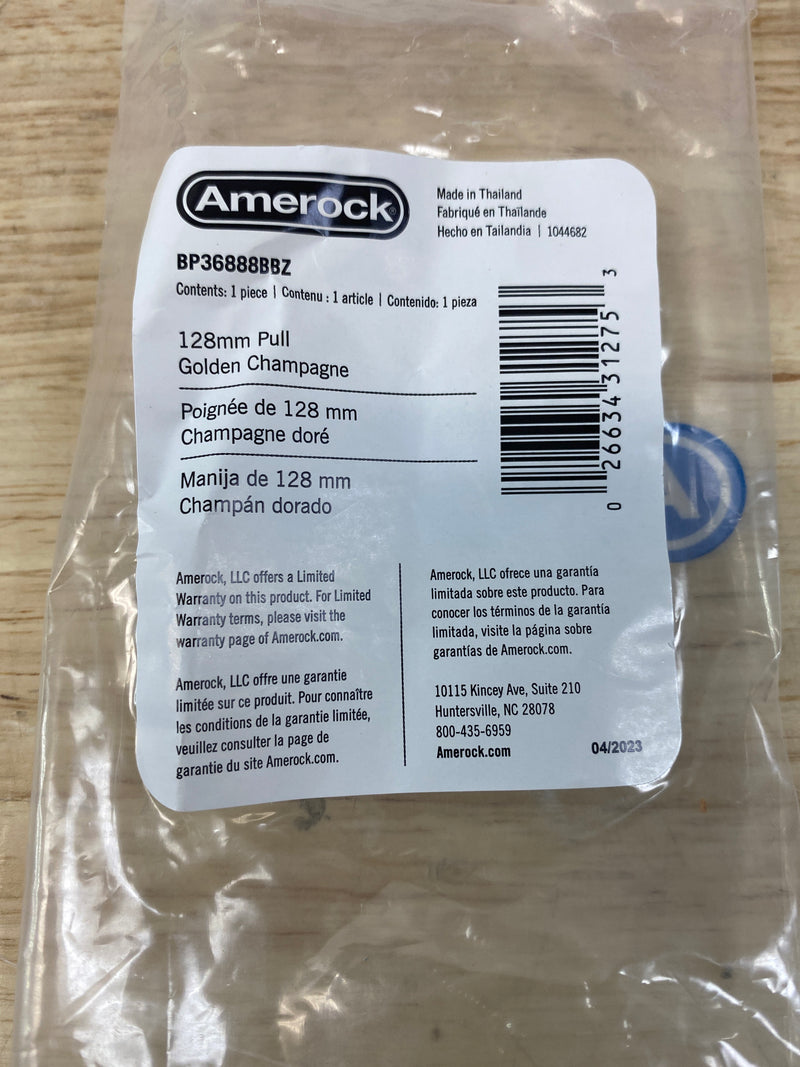 Amerock®
Made in Thailand
Fabriqué en Thaïlande
Hecho en Tailandia | 1044682
BP36888BBZ
Contents: 1 piece | Contenu : 1 article | Contenido: 1 pieza
128mm Pull
Golden Champagne
Poignée de 128 mm
Champagne doré
Manija de 128 mm
Champán dorado
0 26634 31275 3
Amerock, LLC offers a Limited
Warranty on this product. For Limited
Warranty terms, please visit the
warranty page of Amerock.com.
Amerock, LLC offre une garantie
limitée sur ce produit. Pour connaître
les conditions de la garantie limitée,
veuillez consulter la page de
garantie du site Amerock.com.
Amerock, LLC ofrece una garantía
limitada sobre este producto. Para
conocer los términos de la garantía
limitada, visite la página sobre
garantías de Amerock.com.
10115 Kincey Ave, Suite 210
Huntersville, NC 28078
800-435-6959
Amerock.com
04/2023